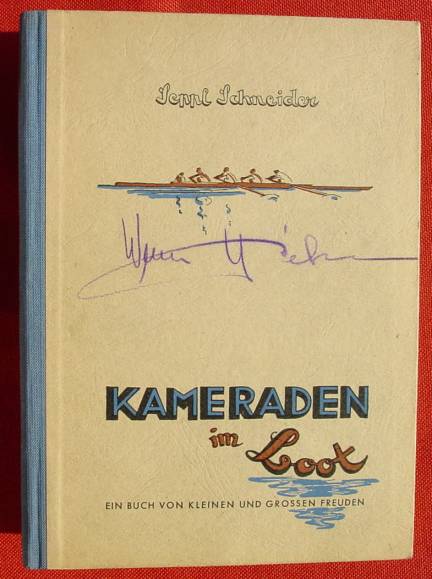 Seppl Schneider
KAMERADEN
im Boot
EIN BUCH VON KLEINEN UND GROSSEN FREUDEN